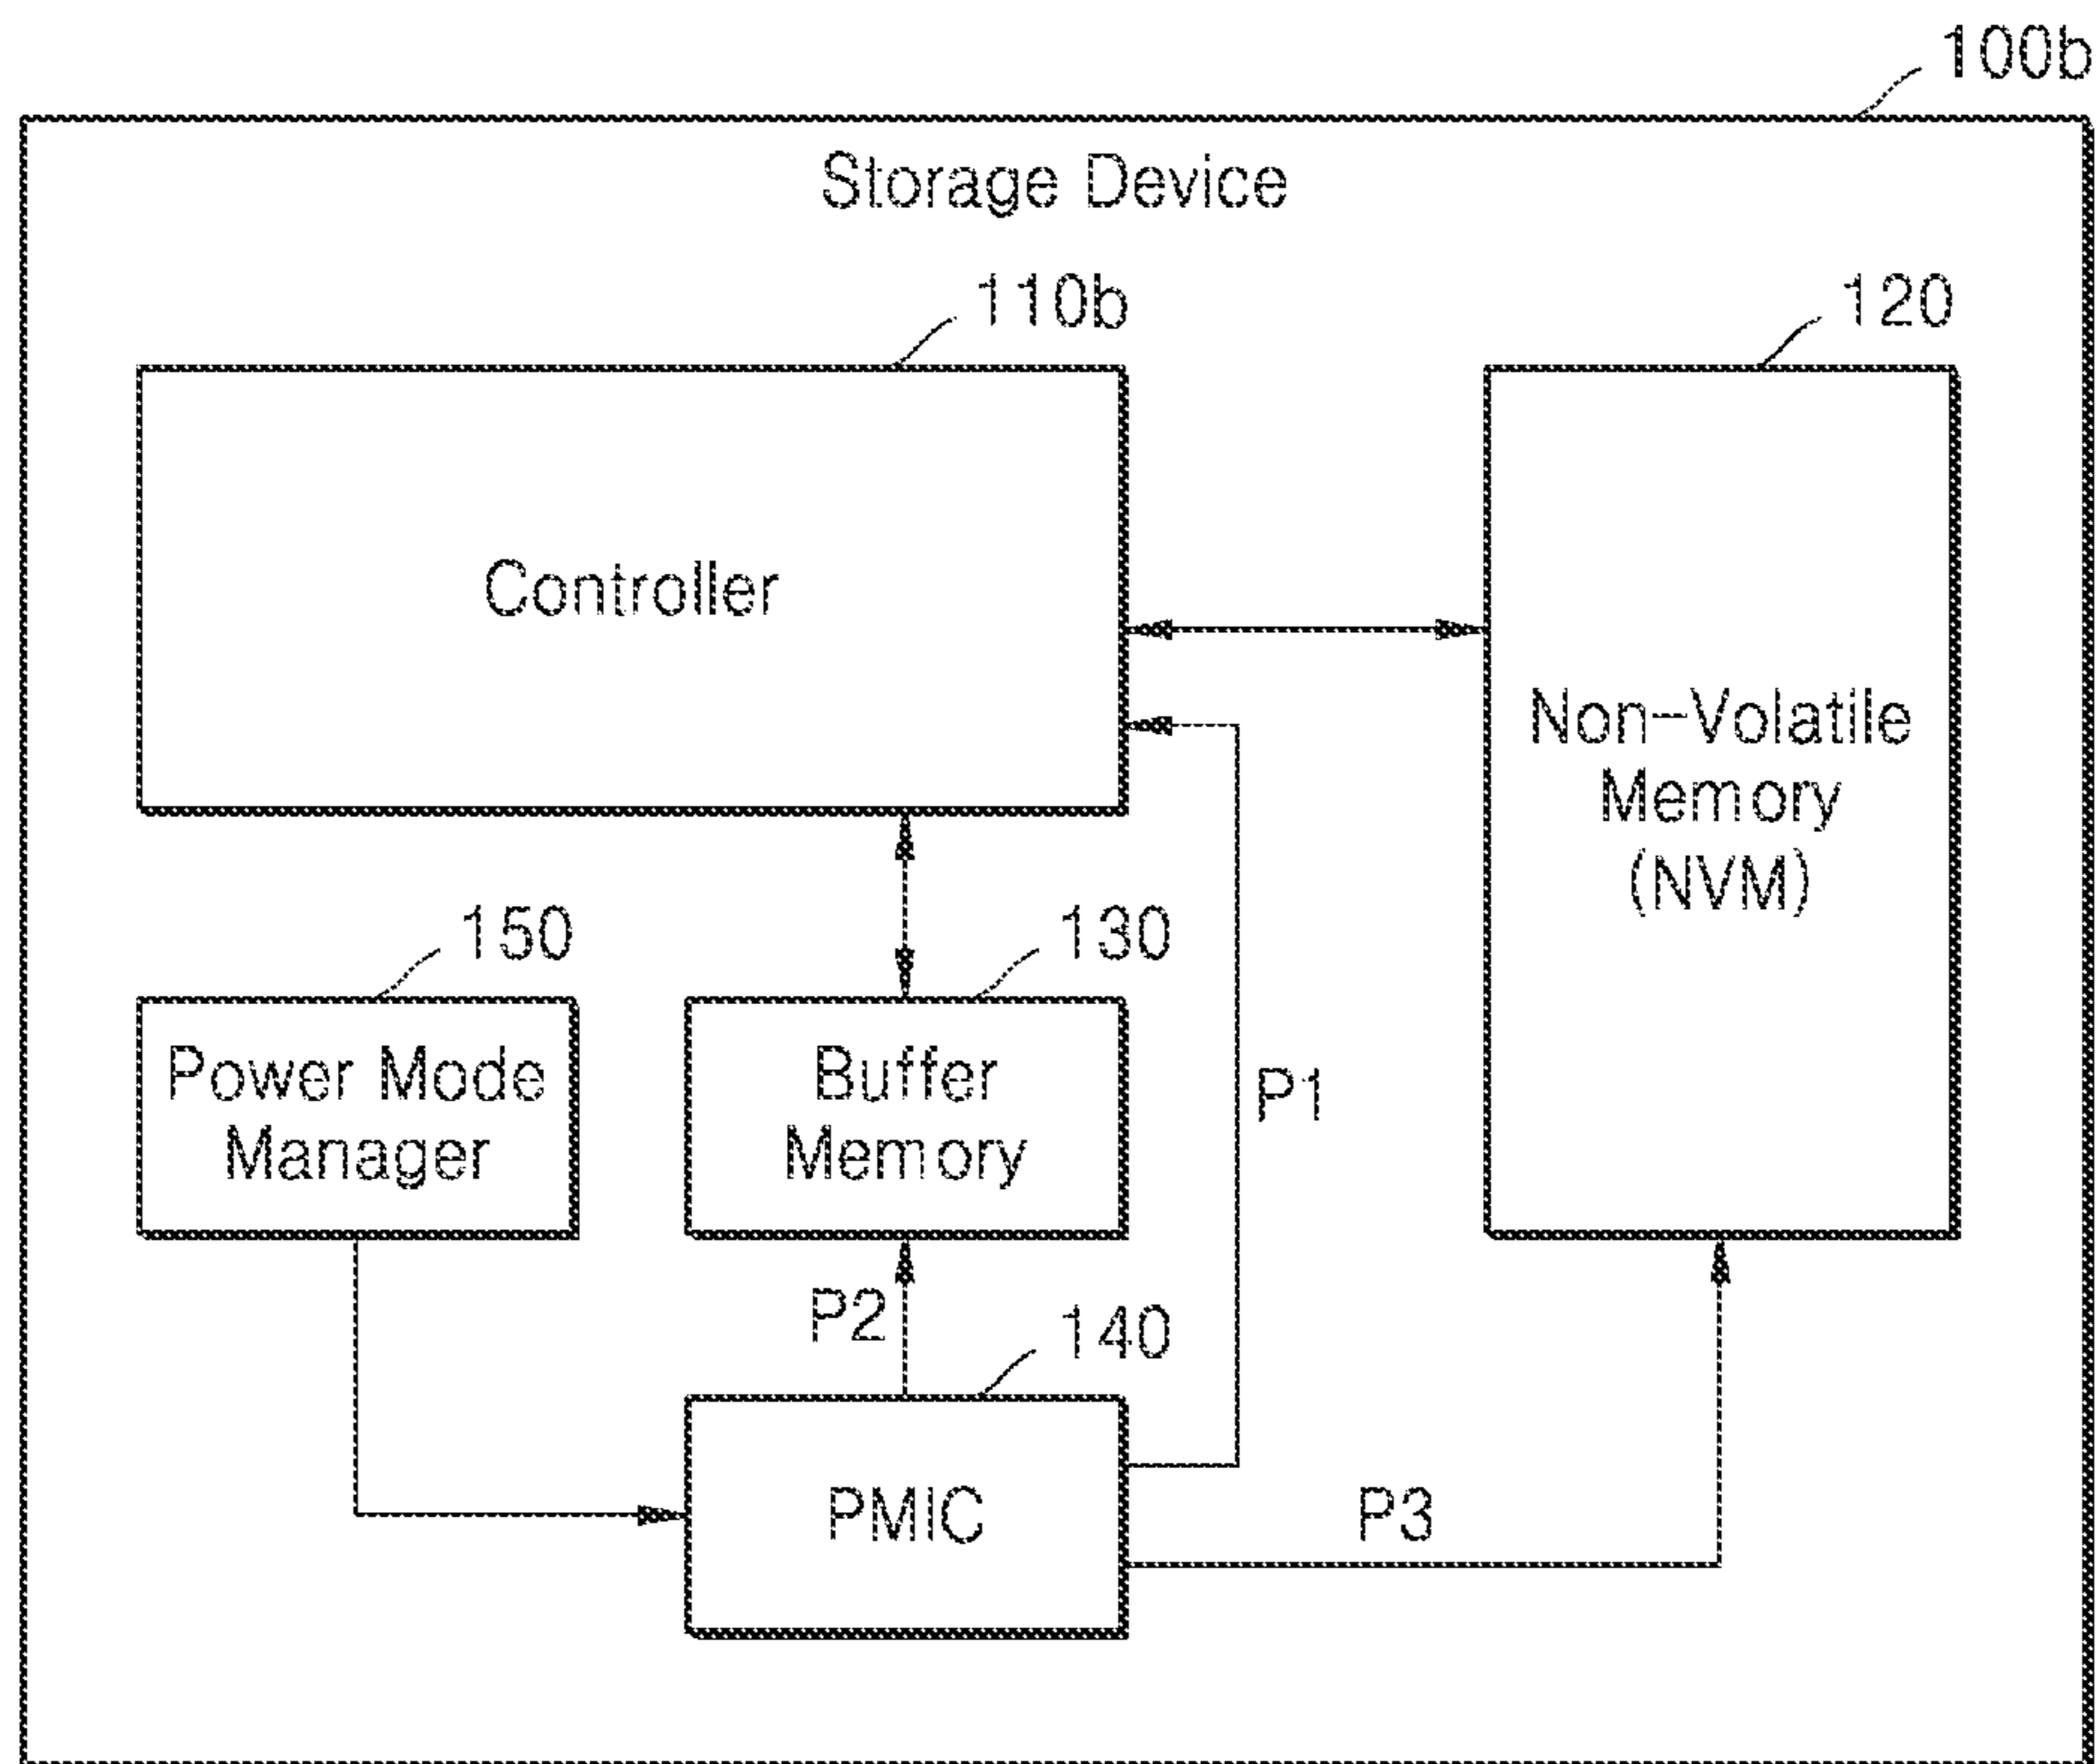 100b
Storage Device
110b
120
Controller
Non-Volatile
Memory
(NVM)
150
130
Power Mode
Manager
Buffer
Memory
P1
P2
140
PMIC
P3